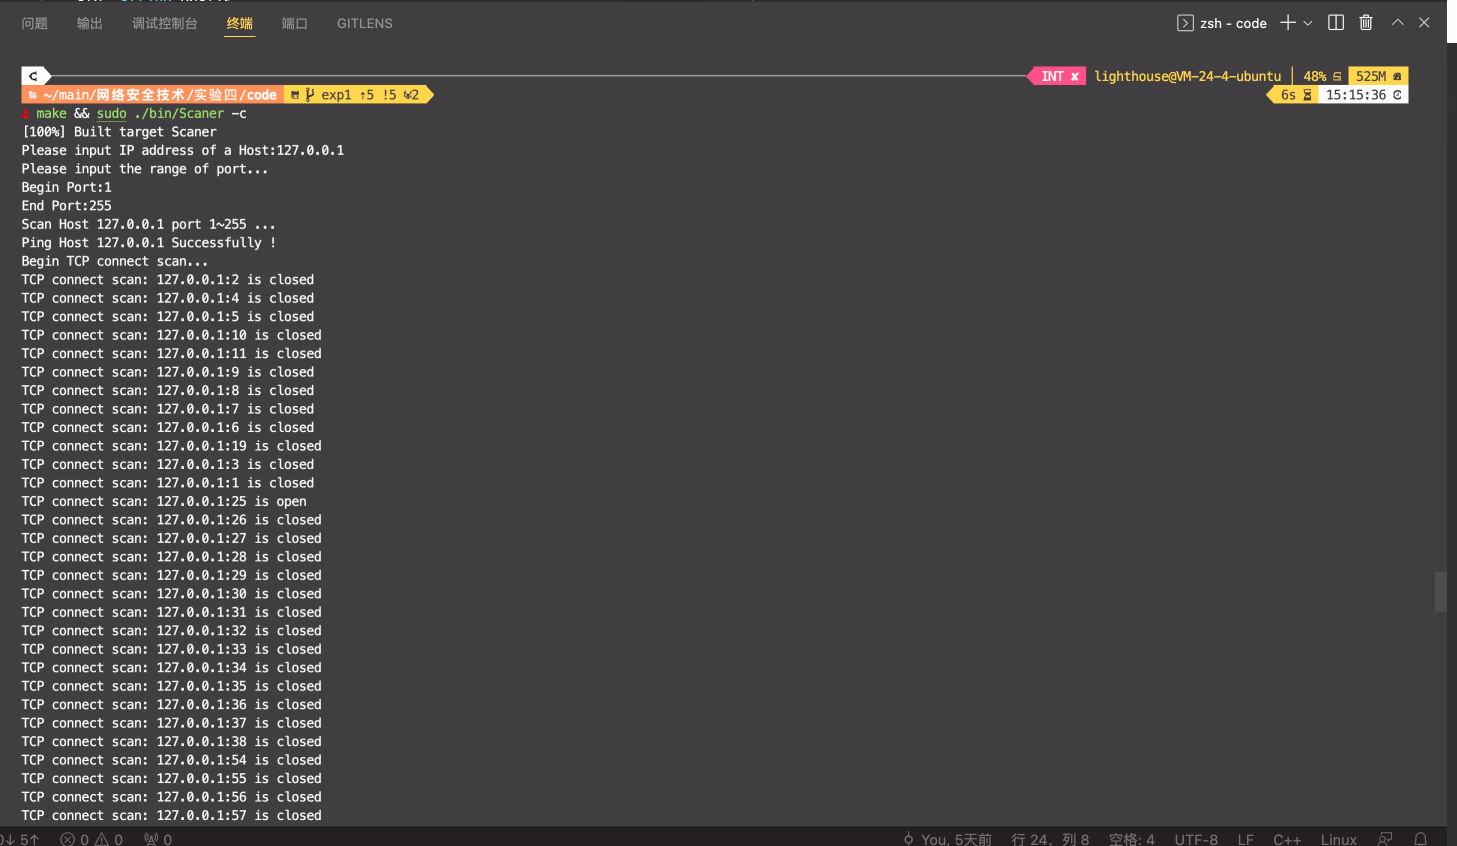 问题 输出 调试控制台 终端 端口 GITLENS zsh - code
INT ✘ lighthouse@VM-24-4-ubuntu 48% 525M
~/main/网络安全技术/实验四/code exp1 ↑5 !5 6s 15:15:36
make && sudo ./bin/Scaner -c
[100%] Built target Scaner
Please input IP address of a Host:127.0.0.1
Please input the range of port...
Begin Port:1
End Port:255
Scan Host 127.0.0.1 port 1~255 ...
Ping Host 127.0.0.1 Successfully !
Begin TCP connect scan...
TCP connect scan: 127.0.0.1:2 is closed
TCP connect scan: 127.0.0.1:4 is closed
TCP connect scan: 127.0.0.1:5 is closed
TCP connect scan: 127.0.0.1:10 is closed
TCP connect scan: 127.0.0.1:11 is closed
TCP connect scan: 127.0.0.1:9 is closed
TCP connect scan: 127.0.0.1:8 is closed
TCP connect scan: 127.0.0.1:7 is closed
TCP connect scan: 127.0.0.1:6 is closed
TCP connect scan: 127.0.0.1:19 is closed
TCP connect scan: 127.0.0.1:3 is closed
TCP connect scan: 127.0.0.1:1 is closed
TCP connect scan: 127.0.0.1:25 is open
TCP connect scan: 127.0.0.1:26 is closed
TCP connect scan: 127.0.0.1:27 is closed
TCP connect scan: 127.0.0.1:28 is closed
TCP connect scan: 127.0.0.1:29 is closed
TCP connect scan: 127.0.0.1:30 is closed
TCP connect scan: 127.0.0.1:31 is closed
TCP connect scan: 127.0.0.1:32 is closed
TCP connect scan: 127.0.0.1:33 is closed
TCP connect scan: 127.0.0.1:34 is closed
TCP connect scan: 127.0.0.1:35 is closed
TCP connect scan: 127.0.0.1:36 is closed
TCP connect scan: 127.0.0.1:37 is closed
TCP connect scan: 127.0.0.1:38 is closed
TCP connect scan: 127.0.0.1:54 is closed
TCP connect scan: 127.0.0.1:55 is closed
TCP connect scan: 127.0.0.1:56 is closed
TCP connect scan: 127.0.0.1:57 is closed
0↓ 5↑ 0 0 0 You, 5天前 行 24, 列 8 空格: 4 UTF-8 LF C++ Linux